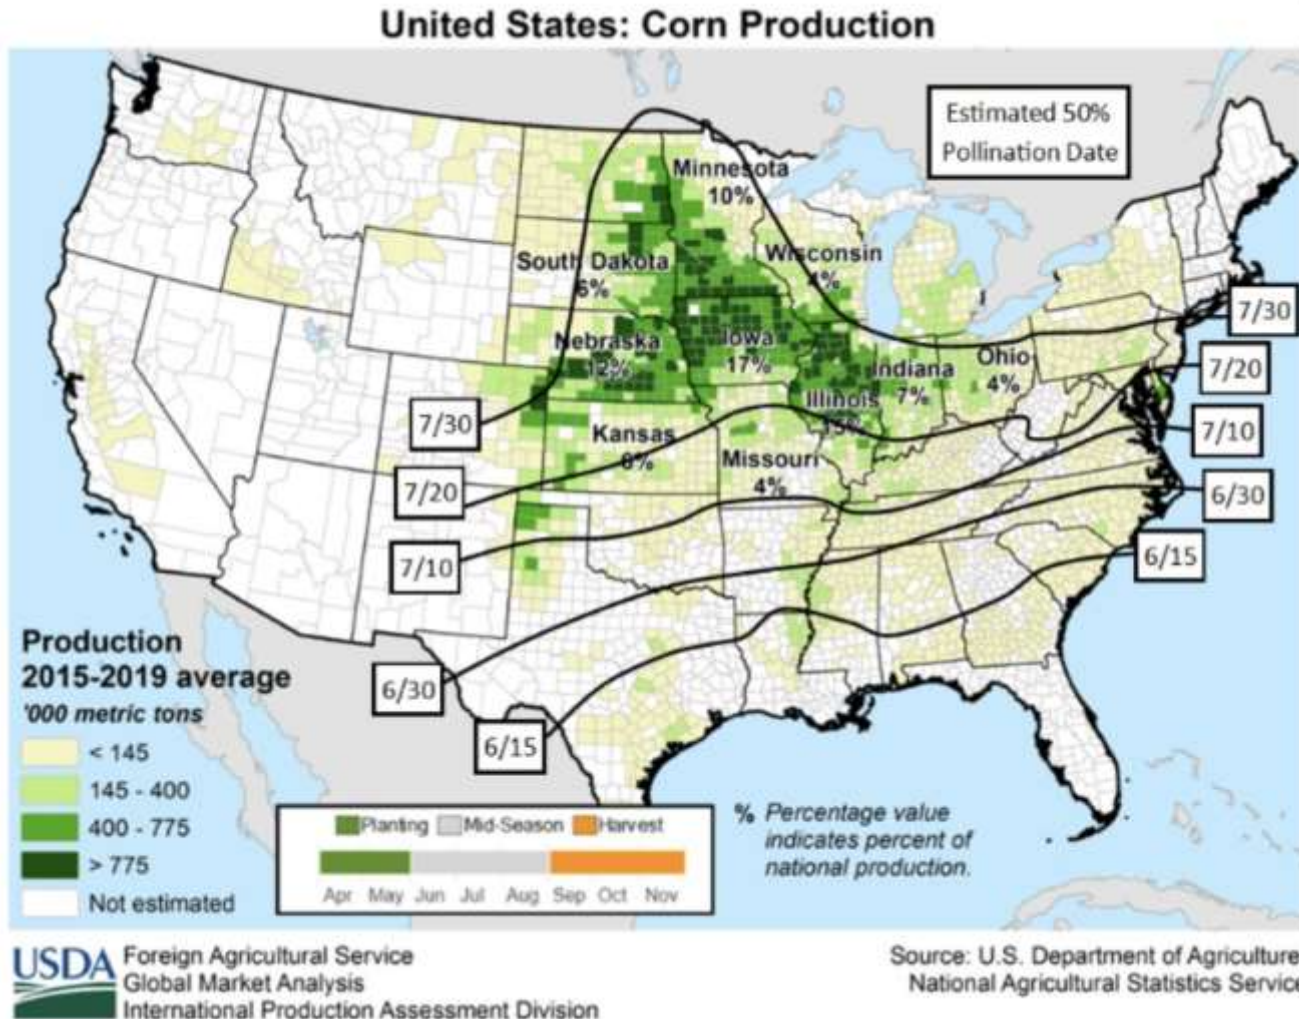 United States: Corn Production
Estimated 50%
Pollination Date
Minnesota
10%
South Dakota
6%
Wisconsin
4%
Nebraska
12%
Iowa
17%
Illinois
15%
Indiana
7%
Ohio
4%
Kansas
6%
Missouri
4%
7/30
7/20
7/10
6/30
6/15
7/30
7/20
7/10
6/30
6/15
Production
2015-2019 average
'000 metric tons
< 145
145 - 400
400 - 775
> 775
Not estimated
Planting Mid-Season Harvest
Apr May Jun Jul Aug Sep Oct Nov
% Percentage value
indicates percent of
national production.
USDA
Foreign Agricultural Service
Global Market Analysis
International Production Assessment Division
Source: U.S. Department of Agriculture
National Agricultural Statistics Service